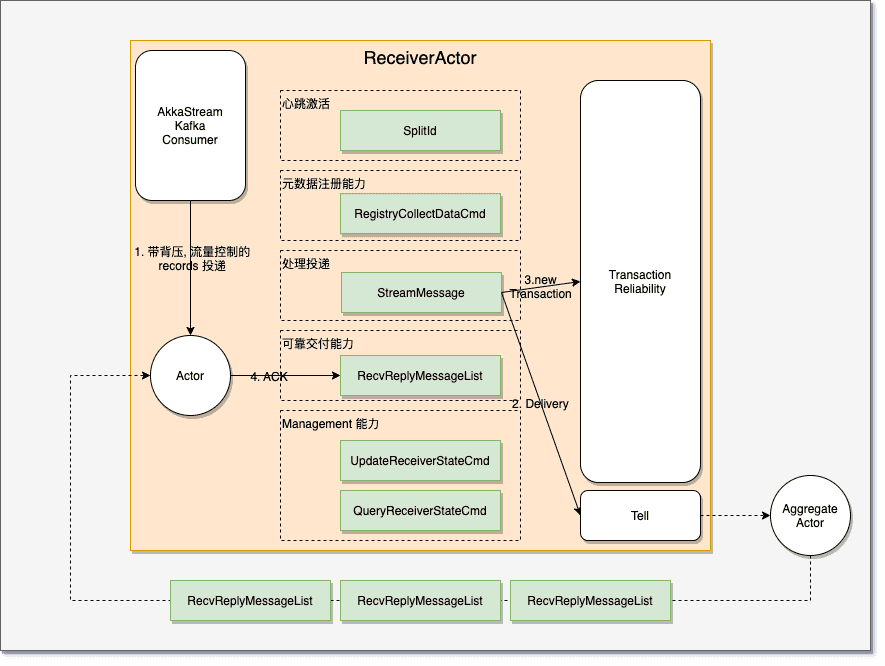 ReceiverActor
AkkaStream
Kafka
Consumer
心跳激活
SplitId
元数据注册能力
RegistryCollectDataCmd
1. 带背压, 流量控制的
records 投递
处理投递
StreamMessage
3.new
Transaction
Transaction
Reliability
可靠交付能力
RecvReplyMessageList
Actor
4. ACK
2. Delivery
Management 能力
UpdateReceiverStateCmd
QueryReceiverStateCmd
Tell
Aggregate
Actor
RecvReplyMessageList
RecvReplyMessageList
RecvReplyMessageList